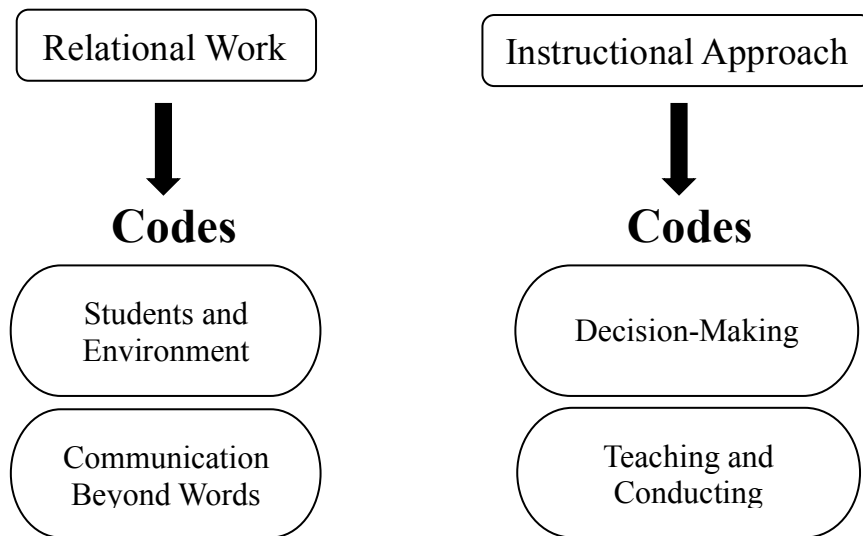 Relational Work
Codes
Students and
Environment
Communication
Beyond Words
Instructional Approach
Codes
Decision-Making
Teaching and
Conducting